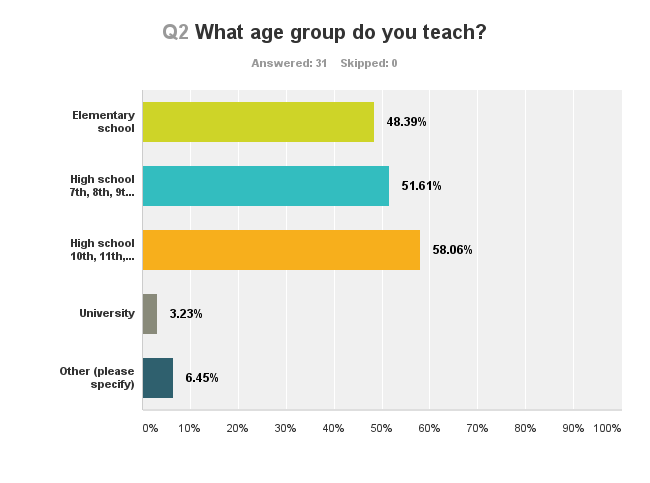 Q2 What age group do you teach?
Answered: 31 Skipped: 0
Elementary
school
48.39%
High school
7th, 8th, 9t...
51.61%
High school
10th, 11th,...
58.06%
University
3.23%
Other (please
specify)
6.45%
0% 10% 20% 30% 40% 50% 60% 70% 80% 90% 100%